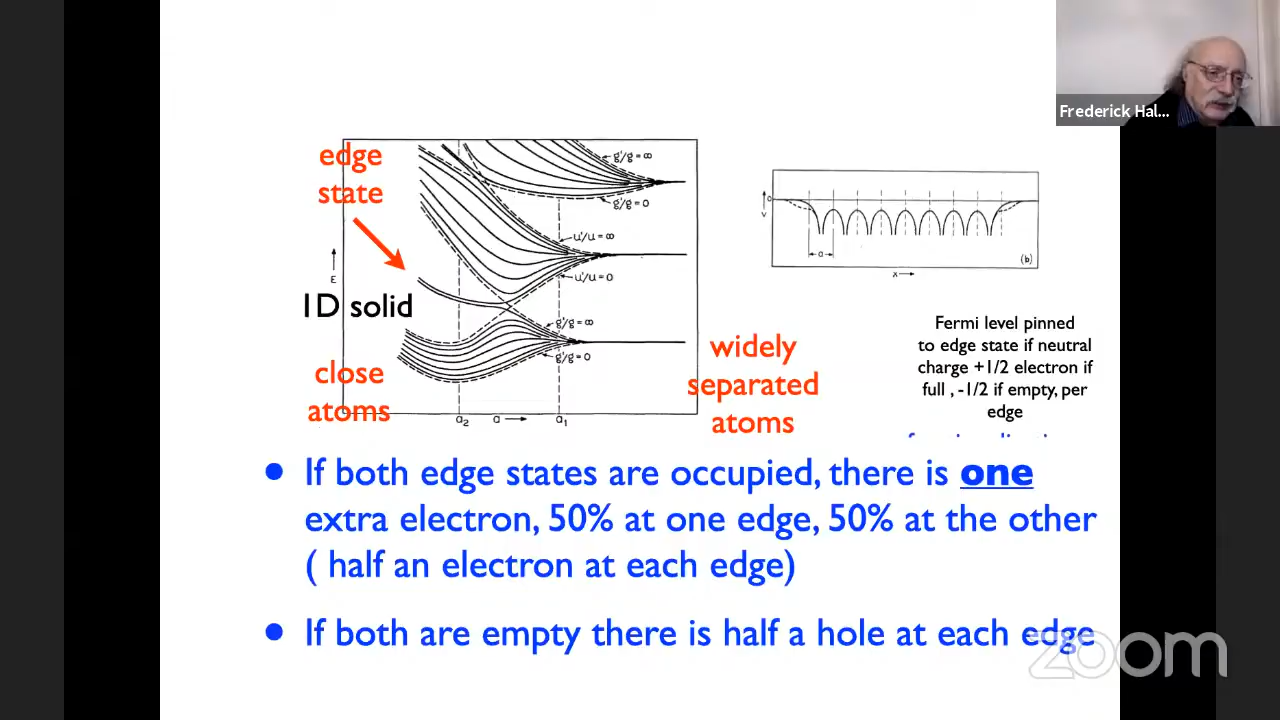 Frederick Hal...
edge
state
1D solid
close
atoms
widely
separated
atoms
g'/g = ∞
g'/g = 0
u'/u = ∞
u'/u = 0
g'/g = ∞
g'/g = 0
E
a₂
a
a₁
0
V
a
x
(b)
Fermi level pinned
to edge state if neutral
charge +1/2 electron if
full , -1/2 if empty, per
edge
• If both edge states are occupied, there is one
extra electron, 50% at one edge, 50% at the other
( half an electron at each edge)
• If both are empty there is half a hole at each edge
zoom